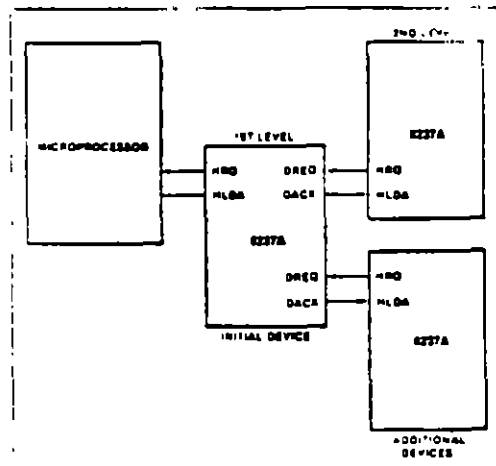 2ND LEVEL
8237A
MICROPROCESSOR
1ST LEVEL
HRQ
DREQ
HRQ
HLDA
DACK
HLDA
8237A
DREQ
HRQ
DACK
HLDA
8237A
INITIAL DEVICE
ADDITIONAL
DEVICES